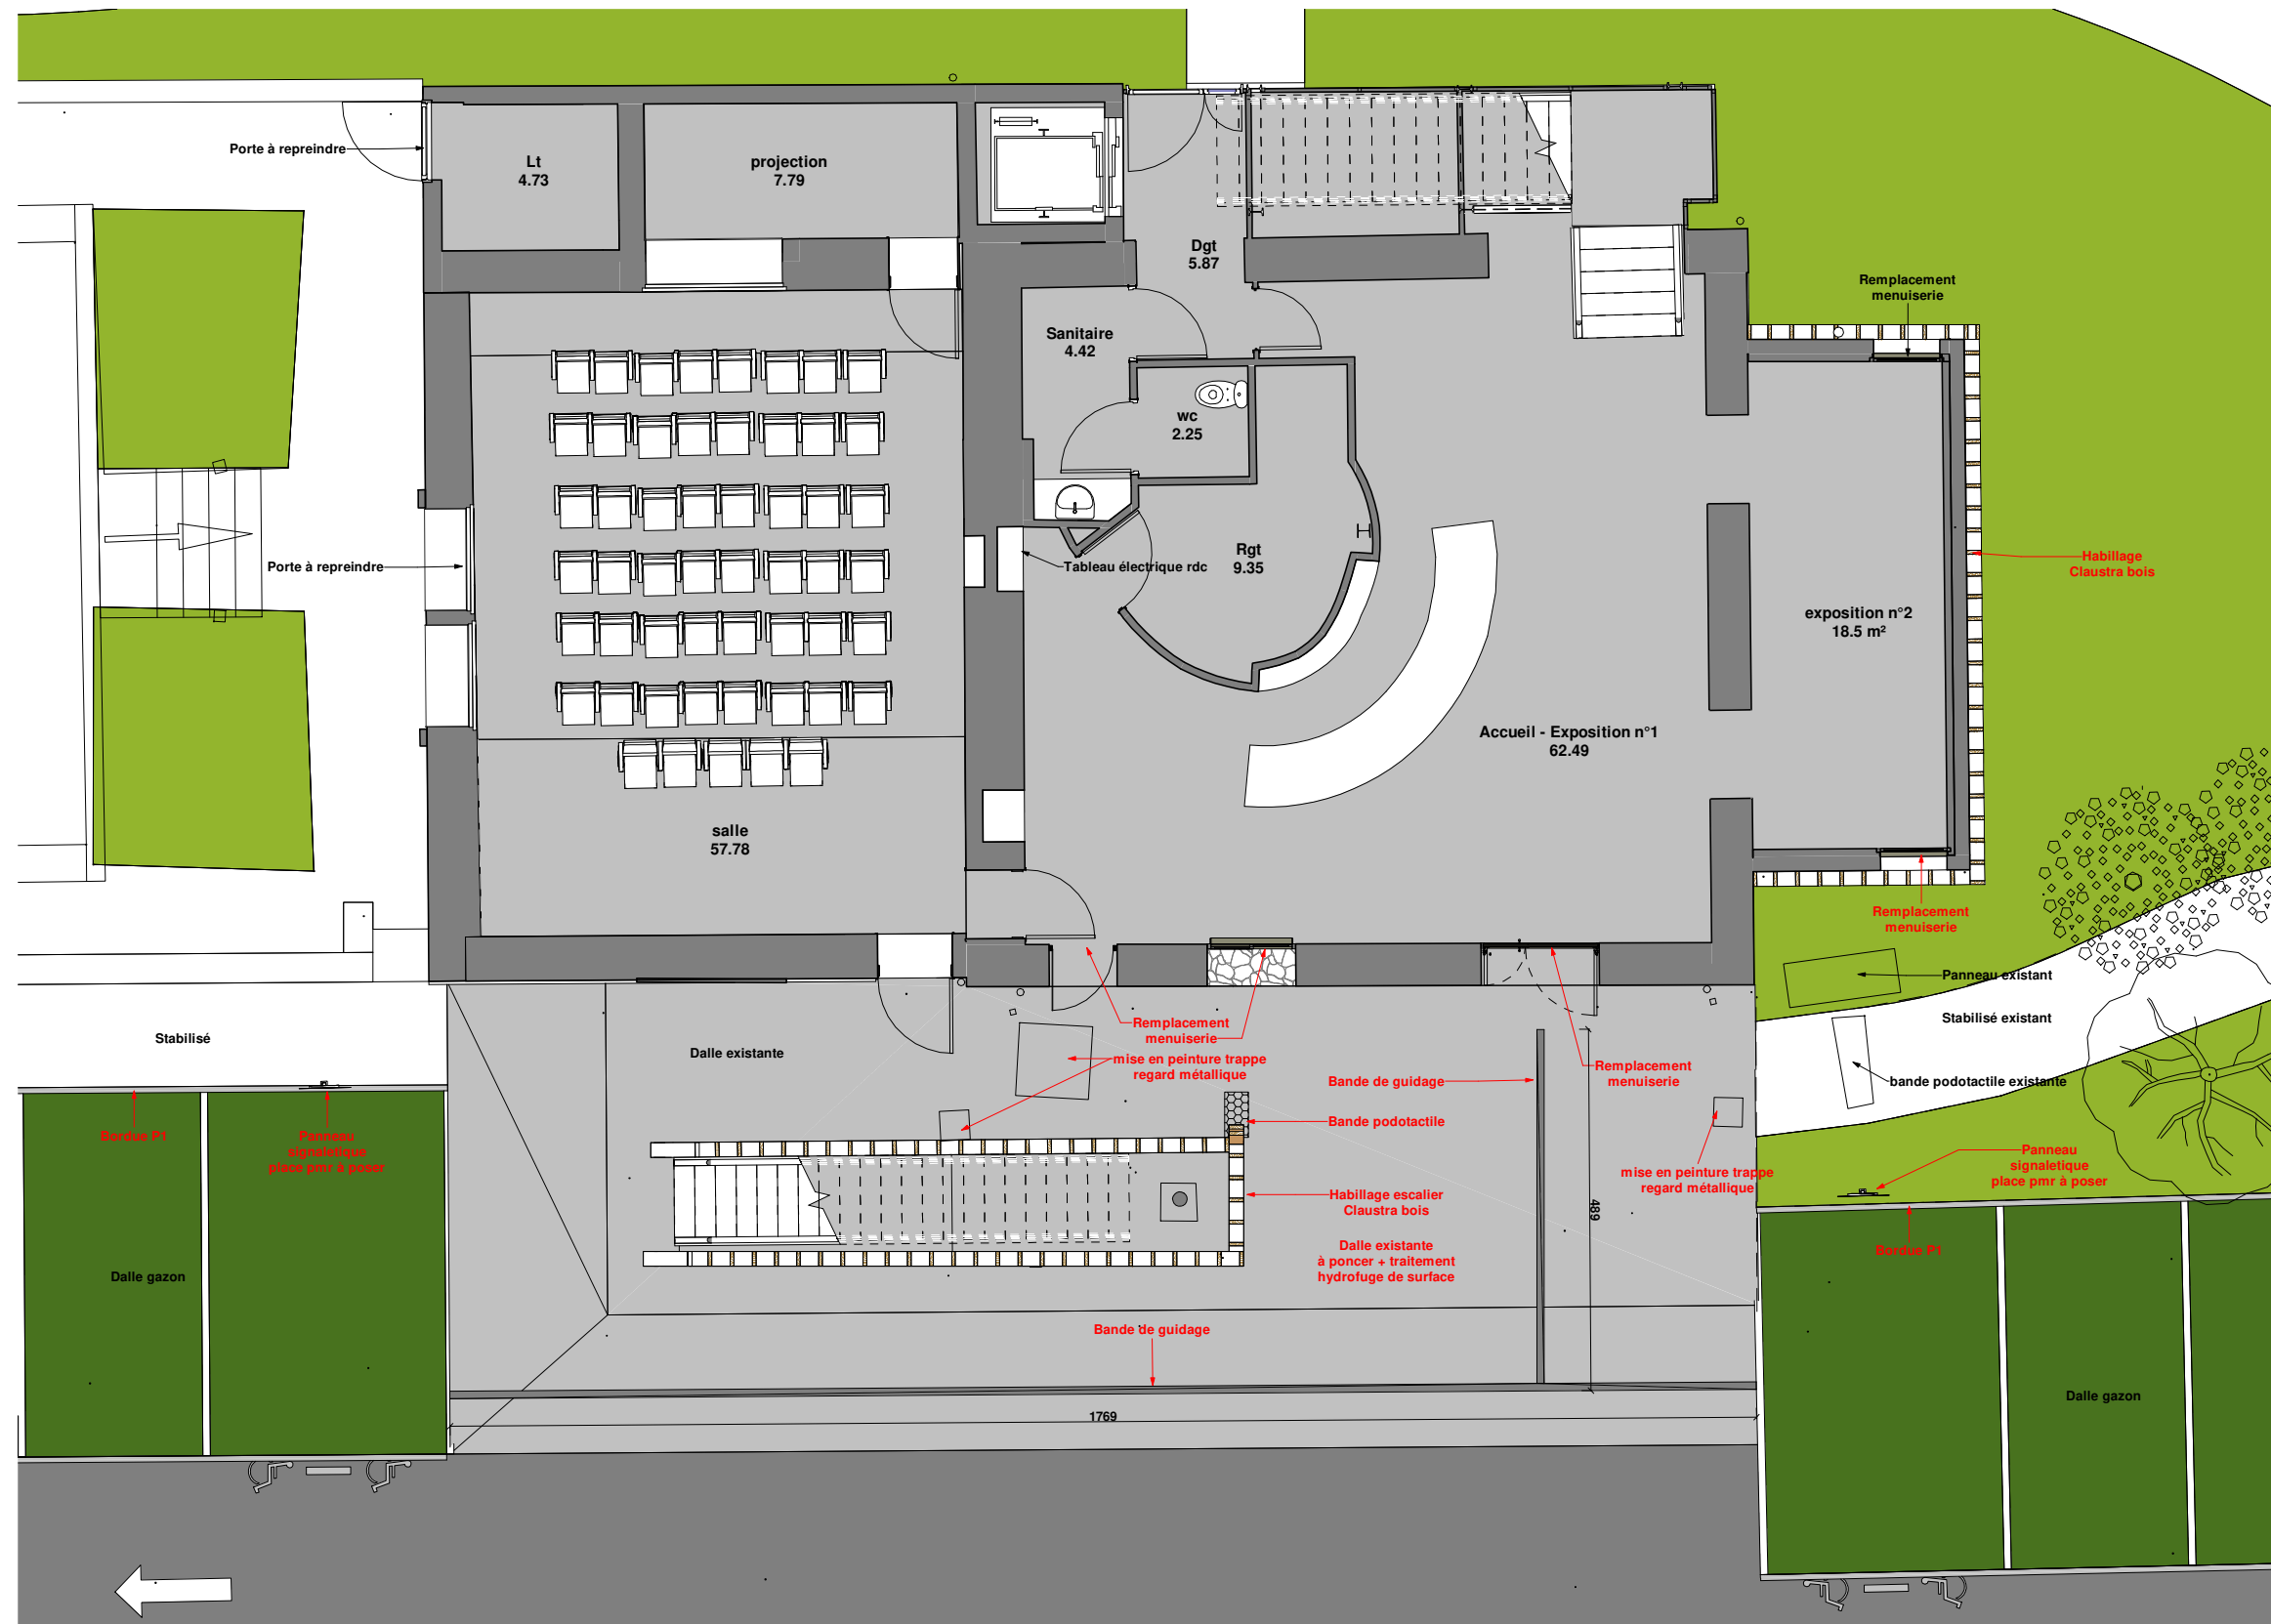 Porte à repreindre
Lt
4.73
projection
7.79
Dgt
5.87
Remplacement
menuiserie
Sanitaire
4.42
wc
2.25
Porte à repreindre
Tableau électrique rdc
Rgt
9.35
Habillage
Claustra bois
exposition n°2
18.5 m²
Accueil - Exposition n°1
62.49
salle
57.78
Remplacement
menuiserie
Panneau existant
Stabilisé existant
bande podotactile existante
Stabilisé
Dalle existante
Remplacement
menuiserie
mise en peinture trappe
regard métallique
Remplacement
menuiserie
Bande de guidage
Bande podotactile
Bordue P1
Panneau
signaletique
place pmr à poser
mise en peinture trappe
regard métallique
Panneau
signaletique
place pmr à poser
Habillage escalier
Claustra bois
489
Dalle existante
à poncer + traitement
hydrofuge de surface
Bordue P1
Dalle gazon
Bande de guidage
Dalle gazon
1769